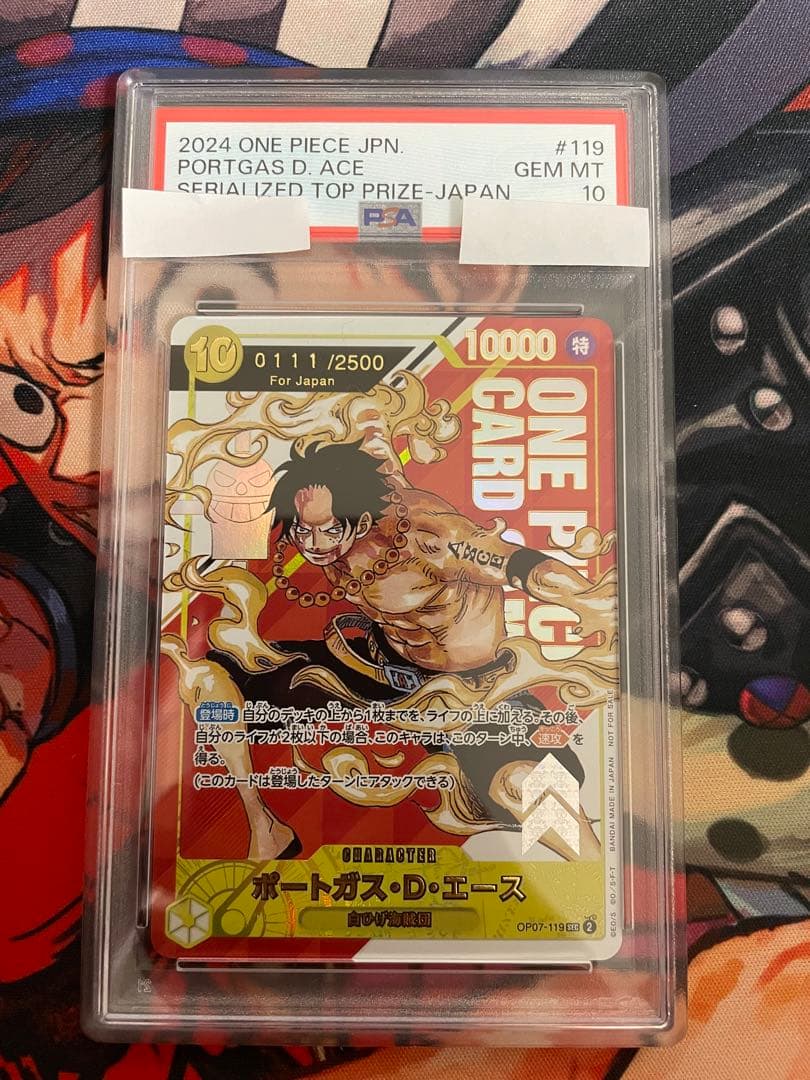 2024 ONE PIECE JPN. #119
PORTGAS D. ACE GEM MT
SERIALIZED TOP PRIZE-JAPAN 10
PSA
10 0111/2500 10000 特
For Japan
ONE PIECE
CARD
ASCE
登場時 自分のデッキの上から1枚までを、ライフの上に加える。その後、
自分のライフが2枚以下の場合、このキャラは、このターン中、速攻を
得る。
(このカードは登場したターンにアタックできる)
CHARACTER
ポートガス・D・エース
白ひげ海賊団
OP07-119 SEC 2
©E.O/S. ©O/S.F.T BANDAI MADE IN JAPAN NOT FOR SALE